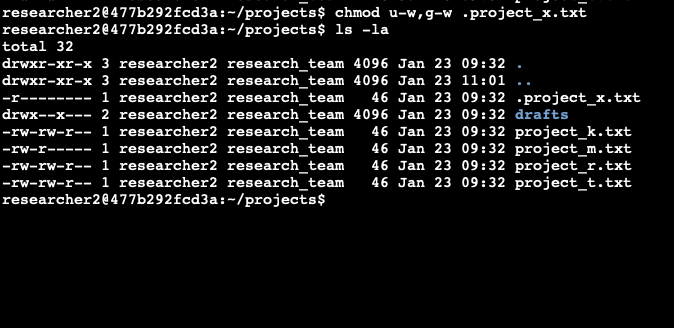 researcher2@477b292fcd3a:~/projects$ chmod u-w,g-w .project_x.txt
researcher2@477b292fcd3a:~/projects$ ls -la
total 32
drwxr-xr-x 3 researcher2 research_team 4096 Jan 23 09:32 .
drwxr-xr-x 3 researcher2 research_team 4096 Jan 23 11:01 ..
-r-------- 1 researcher2 research_team   46 Jan 23 09:32 .project_x.txt
drwx--x--- 2 researcher2 research_team 4096 Jan 23 09:32 drafts
-rw-rw-r-- 1 researcher2 research_team   46 Jan 23 09:32 project_k.txt
-rw-r----- 1 researcher2 research_team   46 Jan 23 09:32 project_m.txt
-rw-rw-r-- 1 researcher2 research_team   46 Jan 23 09:32 project_r.txt
-rw-rw-r-- 1 researcher2 research_team   46 Jan 23 09:32 project_t.txt
researcher2@477b292fcd3a:~/projects$